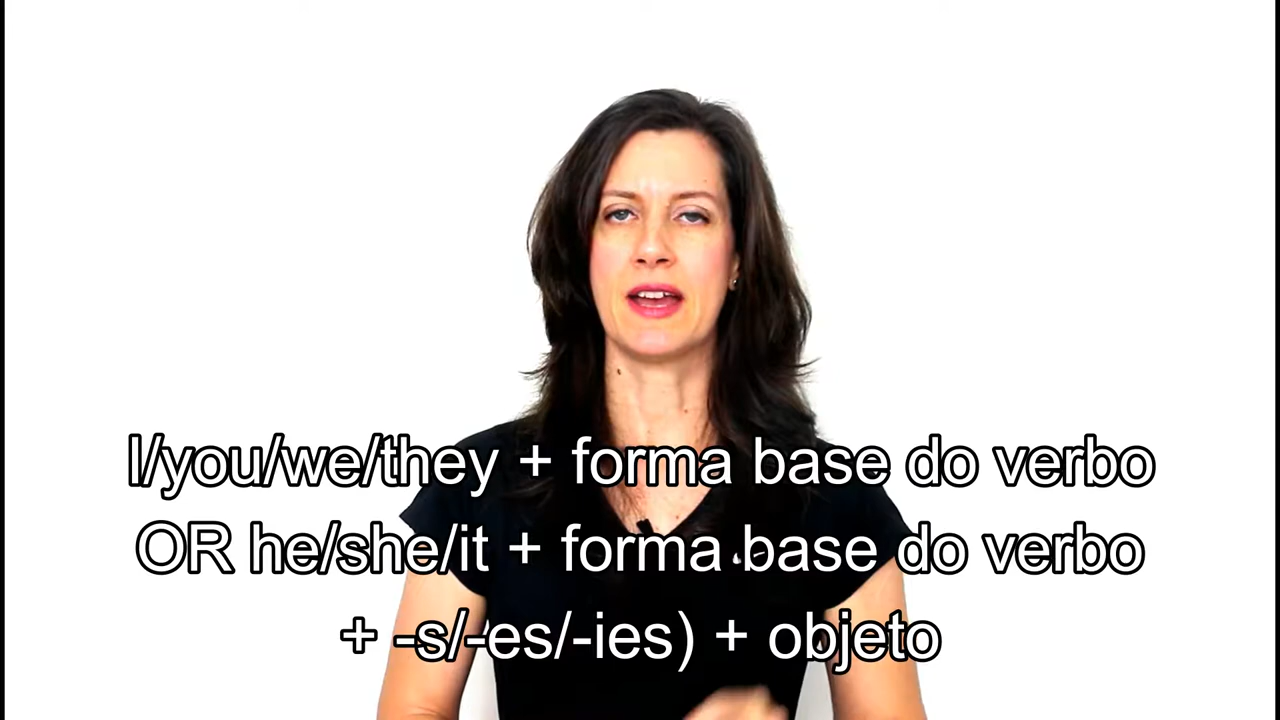 I/you/we/they + forma base do verbo
OR he/she/it + forma base do verbo
+ -s/-es/-ies) + objeto